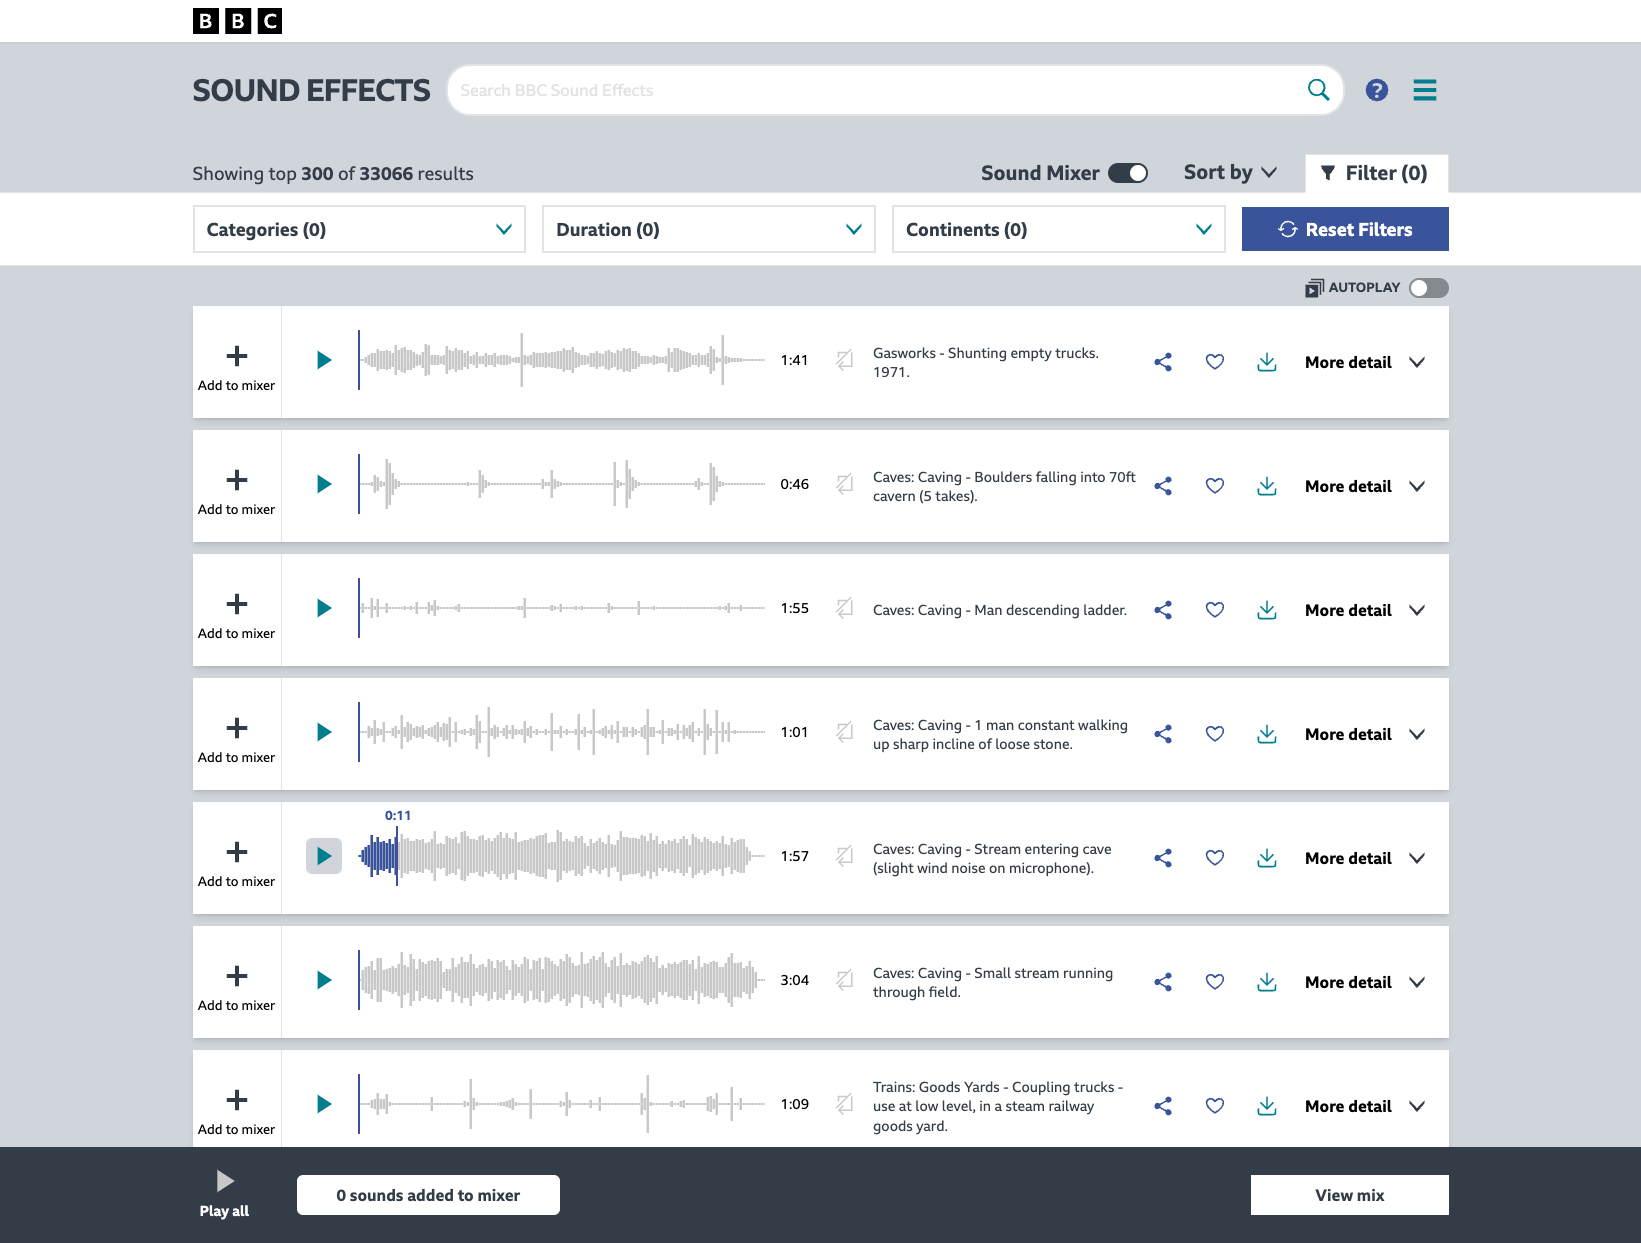 BBC
SOUND EFFECTS
Search BBC Sound Effects
?
Showing top 300 of 33066 results
Sound Mixer
Sort by
Filter (0)
Categories (0)
Duration (0)
Continents (0)
Reset Filters
AUTOPLAY
Add to mixer
1:41
Gasworks - Shunting empty trucks.
1971.
More detail
Add to mixer
0:46
Caves: Caving - Boulders falling into 70ft
cavern (5 takes).
More detail
Add to mixer
1:55
Caves: Caving - Man descending ladder.
More detail
Add to mixer
1:01
Caves: Caving - 1 man constant walking
up sharp incline of loose stone.
More detail
Add to mixer
0:11
1:57
Caves: Caving - Stream entering cave
(slight wind noise on microphone).
More detail
Add to mixer
3:04
Caves: Caving - Small stream running
through field.
More detail
Add to mixer
1:09
Trains: Goods Yards - Coupling trucks -
use at low level, in a steam railway
goods yard.
More detail
Play all
0 sounds added to mixer
View mix